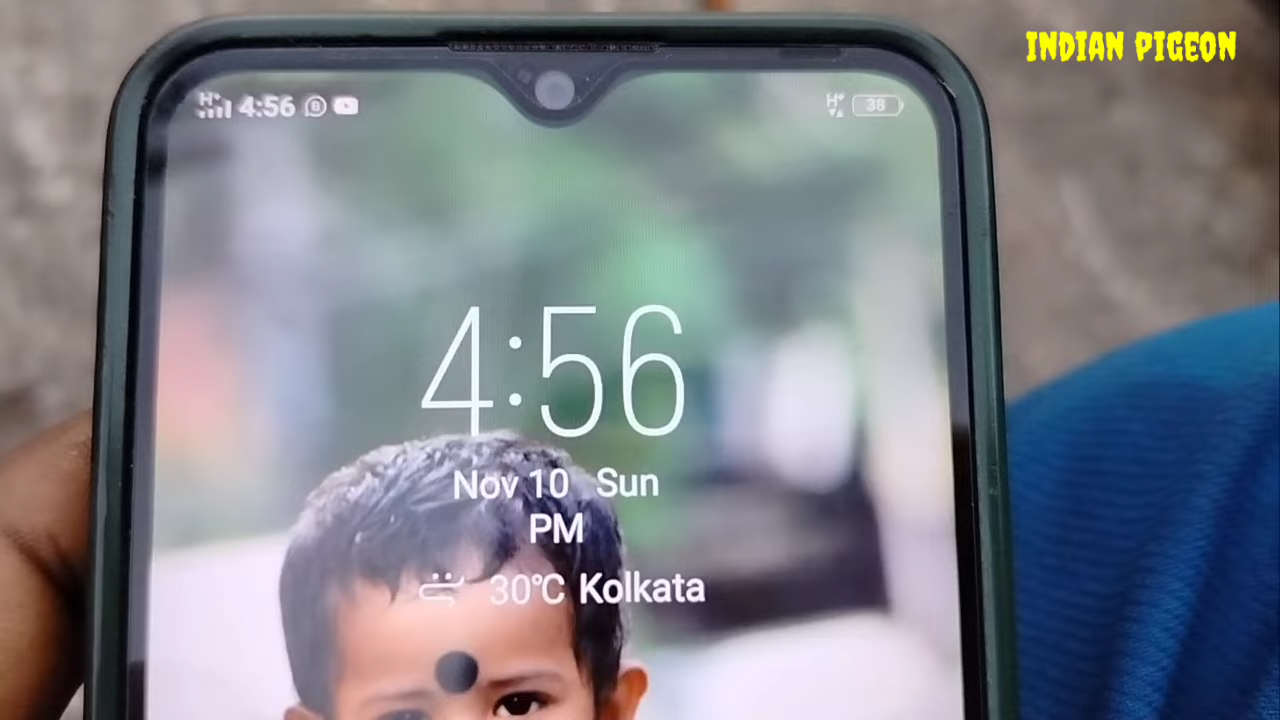 INDIAN PIGEON
H+ 4:56 B H+ 38
4:56
Nov 10 Sun
PM
30°C Kolkata